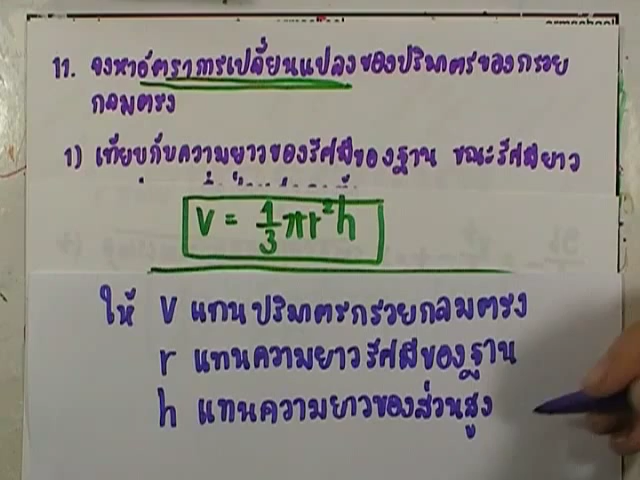 11. จงหาอัตราการเปลี่ยนแปลงของปริมาตรของกรวย
กลมตรง
1) เทียบกับความยาวของรัศมีของฐาน ขณะรัศมียาว
V = 1/3 πr²h
ให้ V แทนปริมาตรกรวยกลมตรง
r แทนความยาวรัศมีของฐาน
h แทนความยาวของส่วนสูง